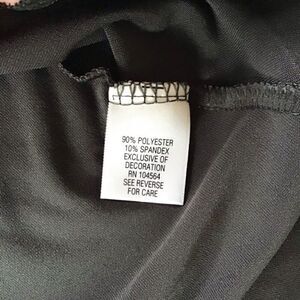 90% POLYESTER
10% SPANDEX
EXCLUSIVE OF
DECORATION
RN 104564
SEE REVERSE
FOR CARE